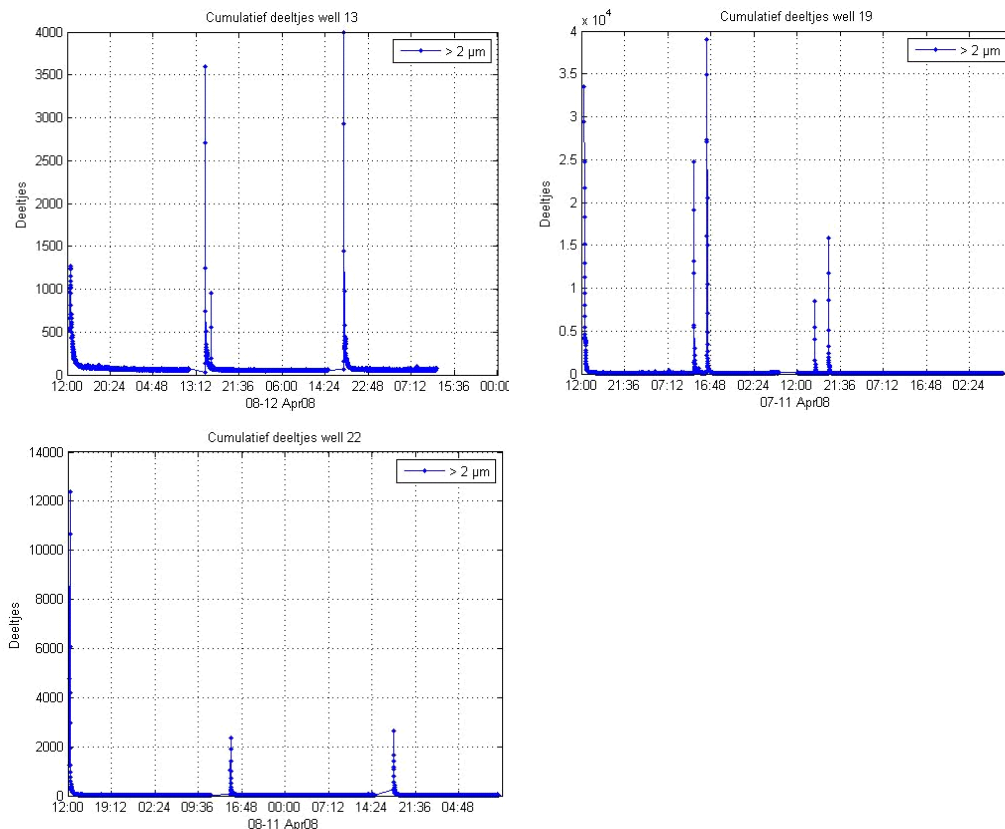 Cumulatief deeltjes well 13
> 2 µm
Deeltjes
4000
3500
3000
2500
2000
1500
1000
500
0
12:00 20:24 04:48 13:12 21:36 06:00 14:24 22:48 07:12 15:36 00:00
08-12 Apr08
Cumulatief deeltjes well 19
x 10⁴
> 2 µm
Deeltjes
4
3.5
3
2.5
2
1.5
1
0.5
0
12:00 21:36 07:12 16:48 02:24 12:00 21:36 07:12 16:48 02:24
07-11 Apr08
Cumulatief deeltjes well 22
> 2 µm
Deeltjes
14000
12000
10000
8000
6000
4000
2000
0
12:00 19:12 02:24 09:36 16:48 00:00 07:12 14:24 21:36 04:48
08-11 Apr08